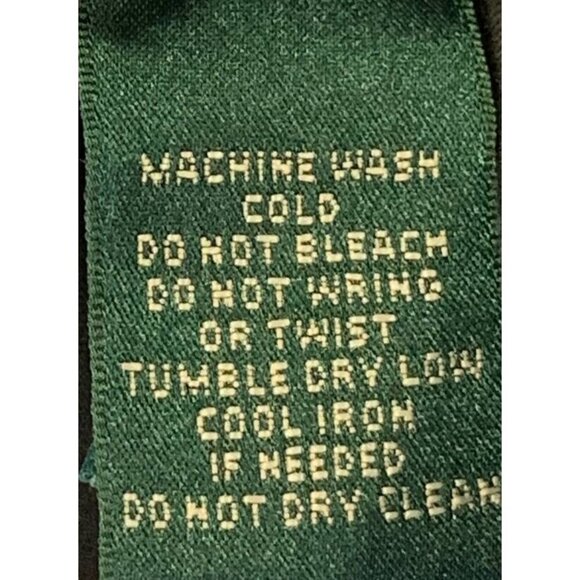 MACHINE WASH
COLD
DO NOT BLEACH
DO NOT WRING
OR TWIST
TUMBLE DRY LOW
COOL IRON
IF NEEDED
DO NOT DRY CLEAN